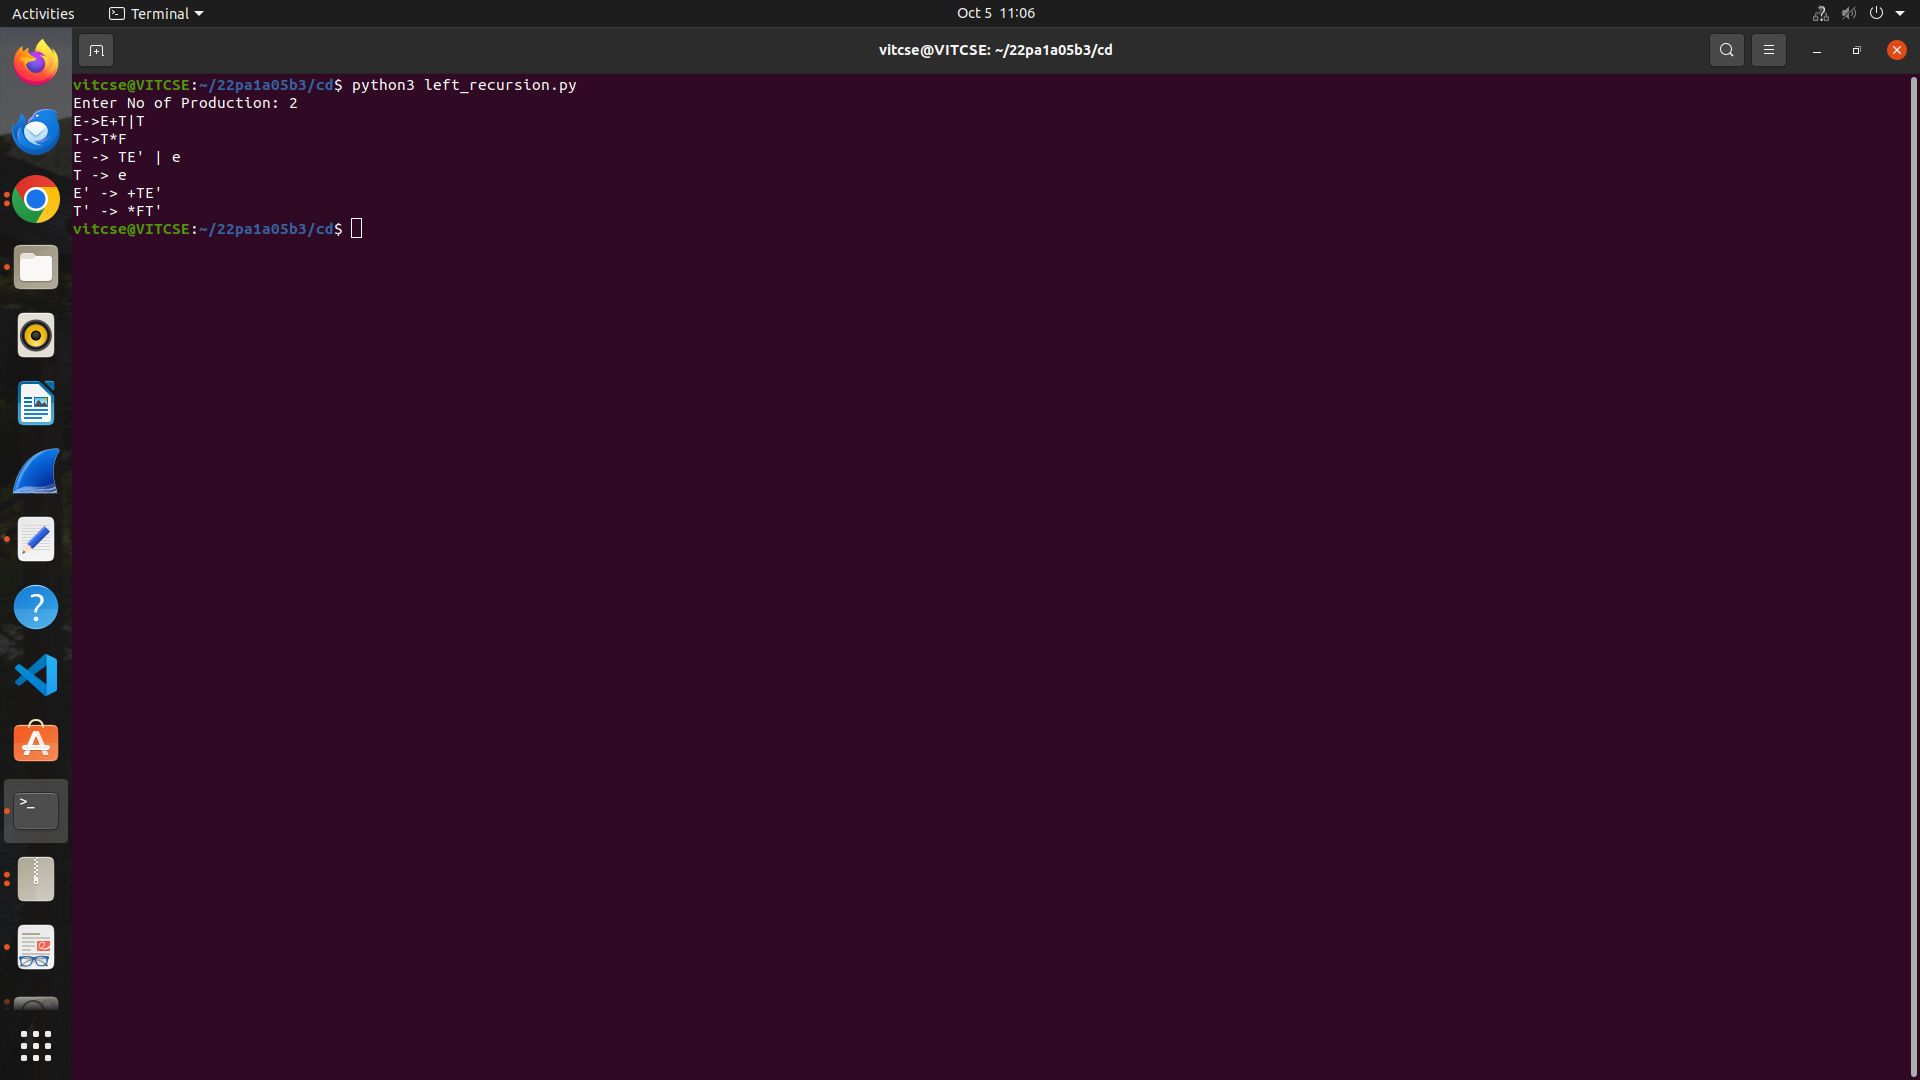 Activities
Terminal
Oct 5 11:06
vitcse@VITCSE: ~/22pa1a05b3/cd
vitcse@VITCSE:~/22pa1a05b3/cd$ python3 left_recursion.py
Enter No of Production: 2
E->E+T|T
T->T*F
E -> TE' | e
T -> e
E' -> +TE'
T' -> *FT'
vitcse@VITCSE:~/22pa1a05b3/cd$